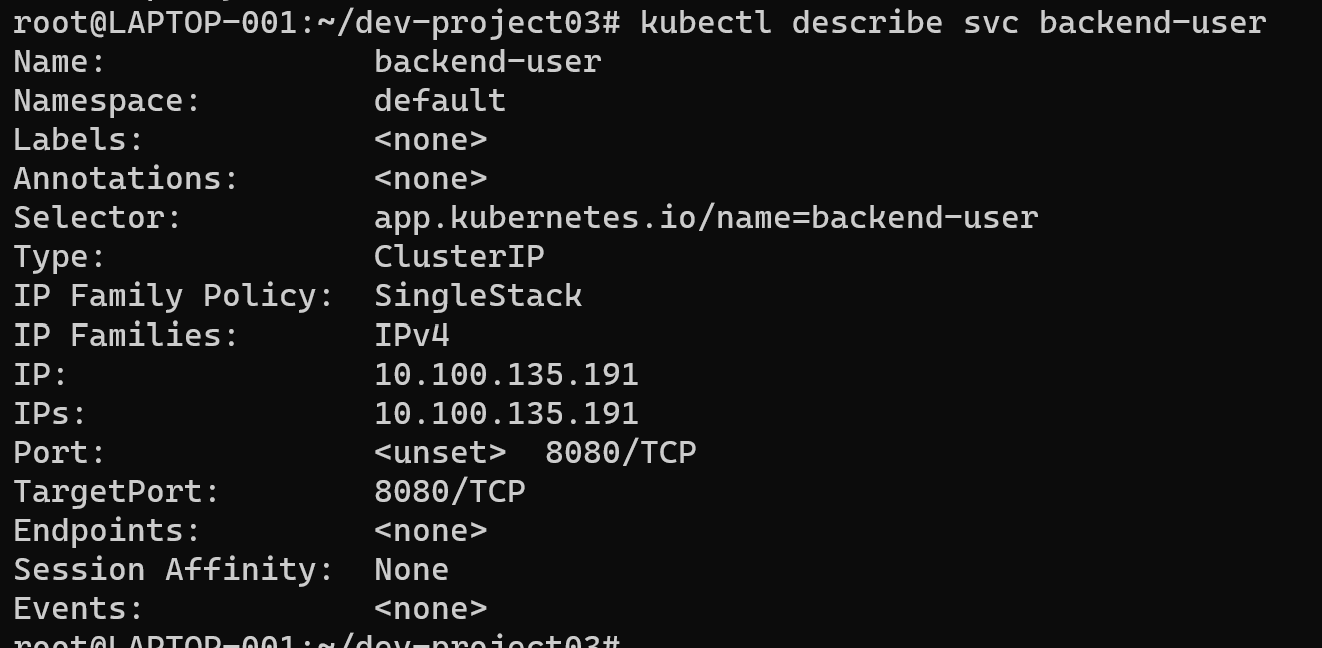 root@LAPTOP-001:~/dev-project03# kubectl describe svc backend-user
Name:              backend-user
Namespace:         default
Labels:            <none>
Annotations:       <none>
Selector:          app.kubernetes.io/name=backend-user
Type:              ClusterIP
IP Family Policy:  SingleStack
IP Families:       IPv4
IP:                10.100.135.191
IPs:               10.100.135.191
Port:              <unset>  8080/TCP
TargetPort:        8080/TCP
Endpoints:         <none>
Session Affinity:  None
Events:            <none>
root@LAPTOP-001:~/dev-project03#